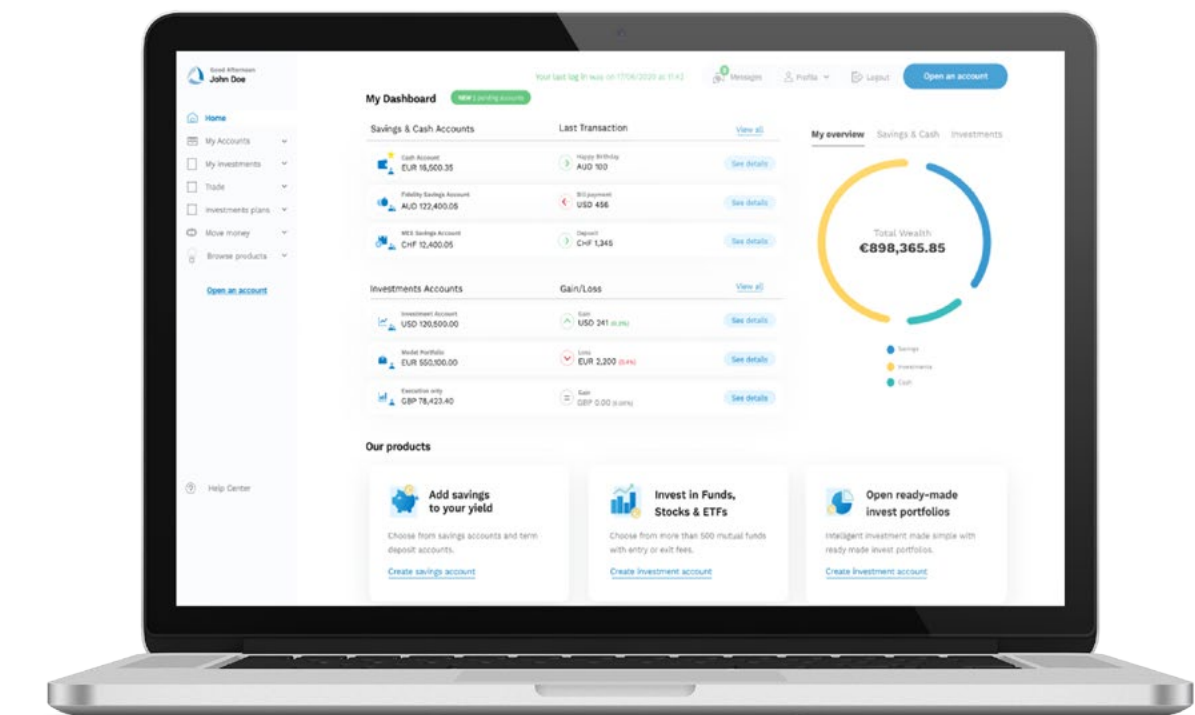 Good Afternoon
John Doe
Your last log in way on 17/06/2020 at 11:43
Messages
Profile
Logout
Open an account
My Dashboard
NEW
pending accounts
Home
My Accounts
My investments
Trade
Investments plans
Move money
Browse products
Open an account
Help Center
Savings & Cash Accounts
Last Transaction
View all
Cash Account
EUR 16,500.35
Happy Birthday
AUD 100
See details
Fidelity Savings Account
AUD 122,400.05
Bill payment
USD 456
See details
Savings Account
CHF 12,400.05
Deposit
CHF 1,345
See details
Investments Accounts
Gain/Loss
View all
Investment Account
USD 120,500.00
Gain
USD 241
See details
Model Portfolio
EUR 550,100.00
Loss
EUR 2,200
See details
Execution only
GBP 78,423.40
Gain
GBP 0.00
See details
My overview
Savings & Cash
Investments
Total Wealth
€898,365.85
Savings
Investments
Cash
Our products
Add savings
to your yield
Choose from savings accounts and term
deposit accounts.
Create savings account
Invest in Funds,
Stocks & ETFs
Choose from more than 500 mutual funds
with entry or exit fees.
Create investment account
Open ready-made
invest portfolios
Intelligent investment made simple with
ready made invest portfolios.
Create investment account